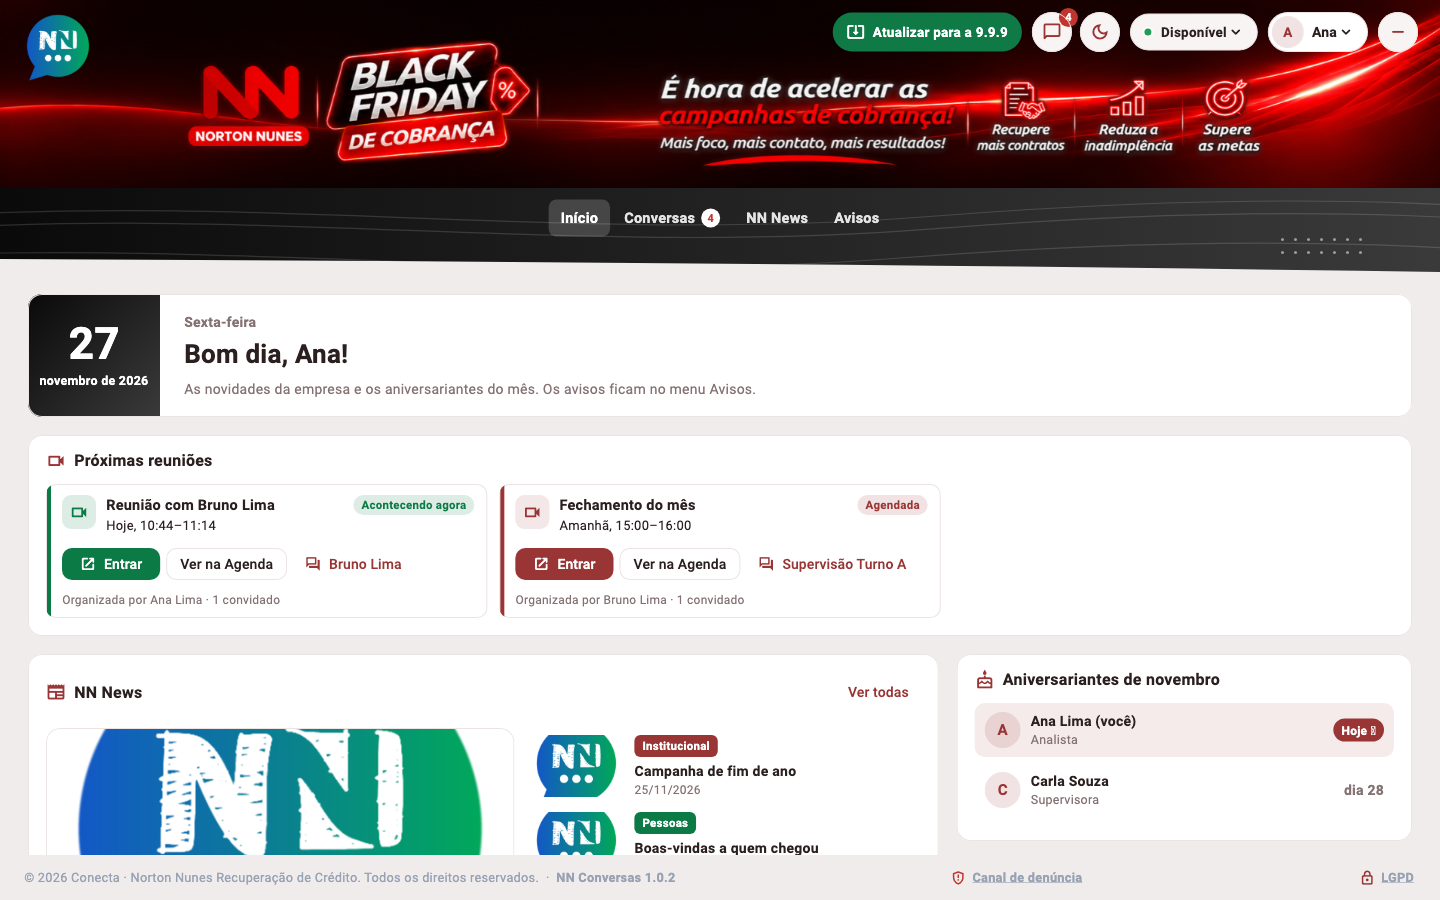 NN
Atualizar para a 9.9.9
4
Disponível
A
Ana
NN
NORTON NUNES
BLACK
FRIDAY
%
DE COBRANÇA
É hora de acelerar as
campanhas de cobrança!
Mais foco, mais contato, mais resultados!
Recupere
mais contratos
Reduza a
inadimplência
Supere
as metas
Início
Conversas 4
NN News
Avisos
27
novembro de 2026
Sexta-feira
Bom dia, Ana!
As novidades da empresa e os aniversariantes do mês. Os avisos ficam no menu Avisos.
Próximas reuniões
Reunião com Bruno Lima
Acontecendo agora
Hoje, 10:44–11:14
Entrar
Ver na Agenda
Bruno Lima
Organizada por Ana Lima · 1 convidado
Fechamento do mês
Agendada
Amanhã, 15:00–16:00
Entrar
Ver na Agenda
Supervisão Turno A
Organizada por Bruno Lima · 1 convidado
NN News
Ver todas
NN
NN
Institucional
Campanha de fim de ano
25/11/2026
NN
Pessoas
Boas-vindas a quem chegou
Aniversariantes de novembro
A
Ana Lima (você)
Analista
Hoje
C
Carla Souza
Supervisora
dia 28
© 2026 Conecta · Norton Nunes Recuperação de Crédito. Todos os direitos reservados. · NN Conversas 1.0.2
Canal de denúncia
LGPD